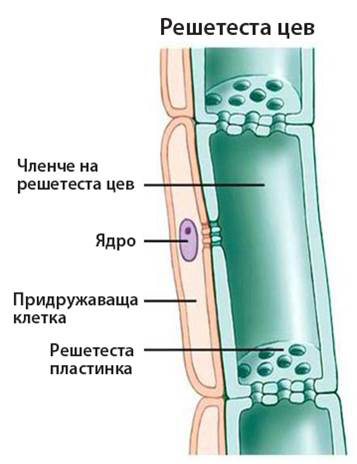 Решетеста цев
Членче на
решетеста цев
Ядро
Придружаваща
клетка
Решетеста
пластинка